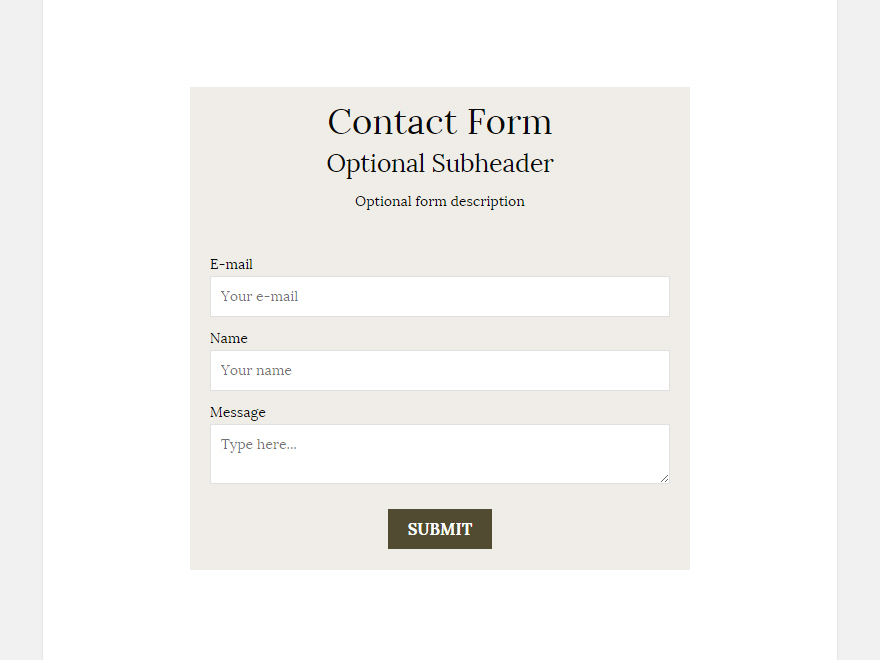 Contact Form
Optional Subheader
Optional form description
E-mail
Your e-mail
Name
Your name
Message
Type here...
SUBMIT